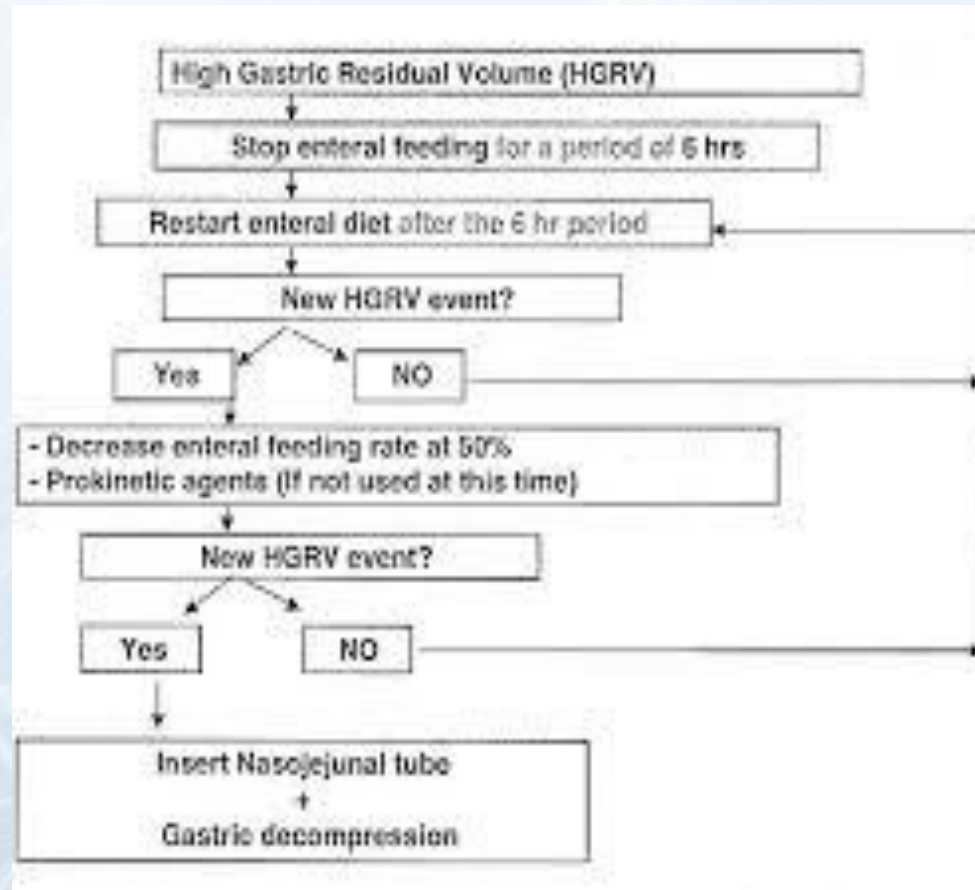 High Gastric Residual Volume (HGRV)
Stop enteral feeding for a period of 6 hrs
Restart enteral diet after the 6 hr period
New HGRV event?
Yes
NO
- Decrease enteral feeding rate at 50%
- Prokinetic agents (If not used at this time)
New HGRV event?
Yes
NO
Insert Nasojejunal tube
+
Gastric decompression